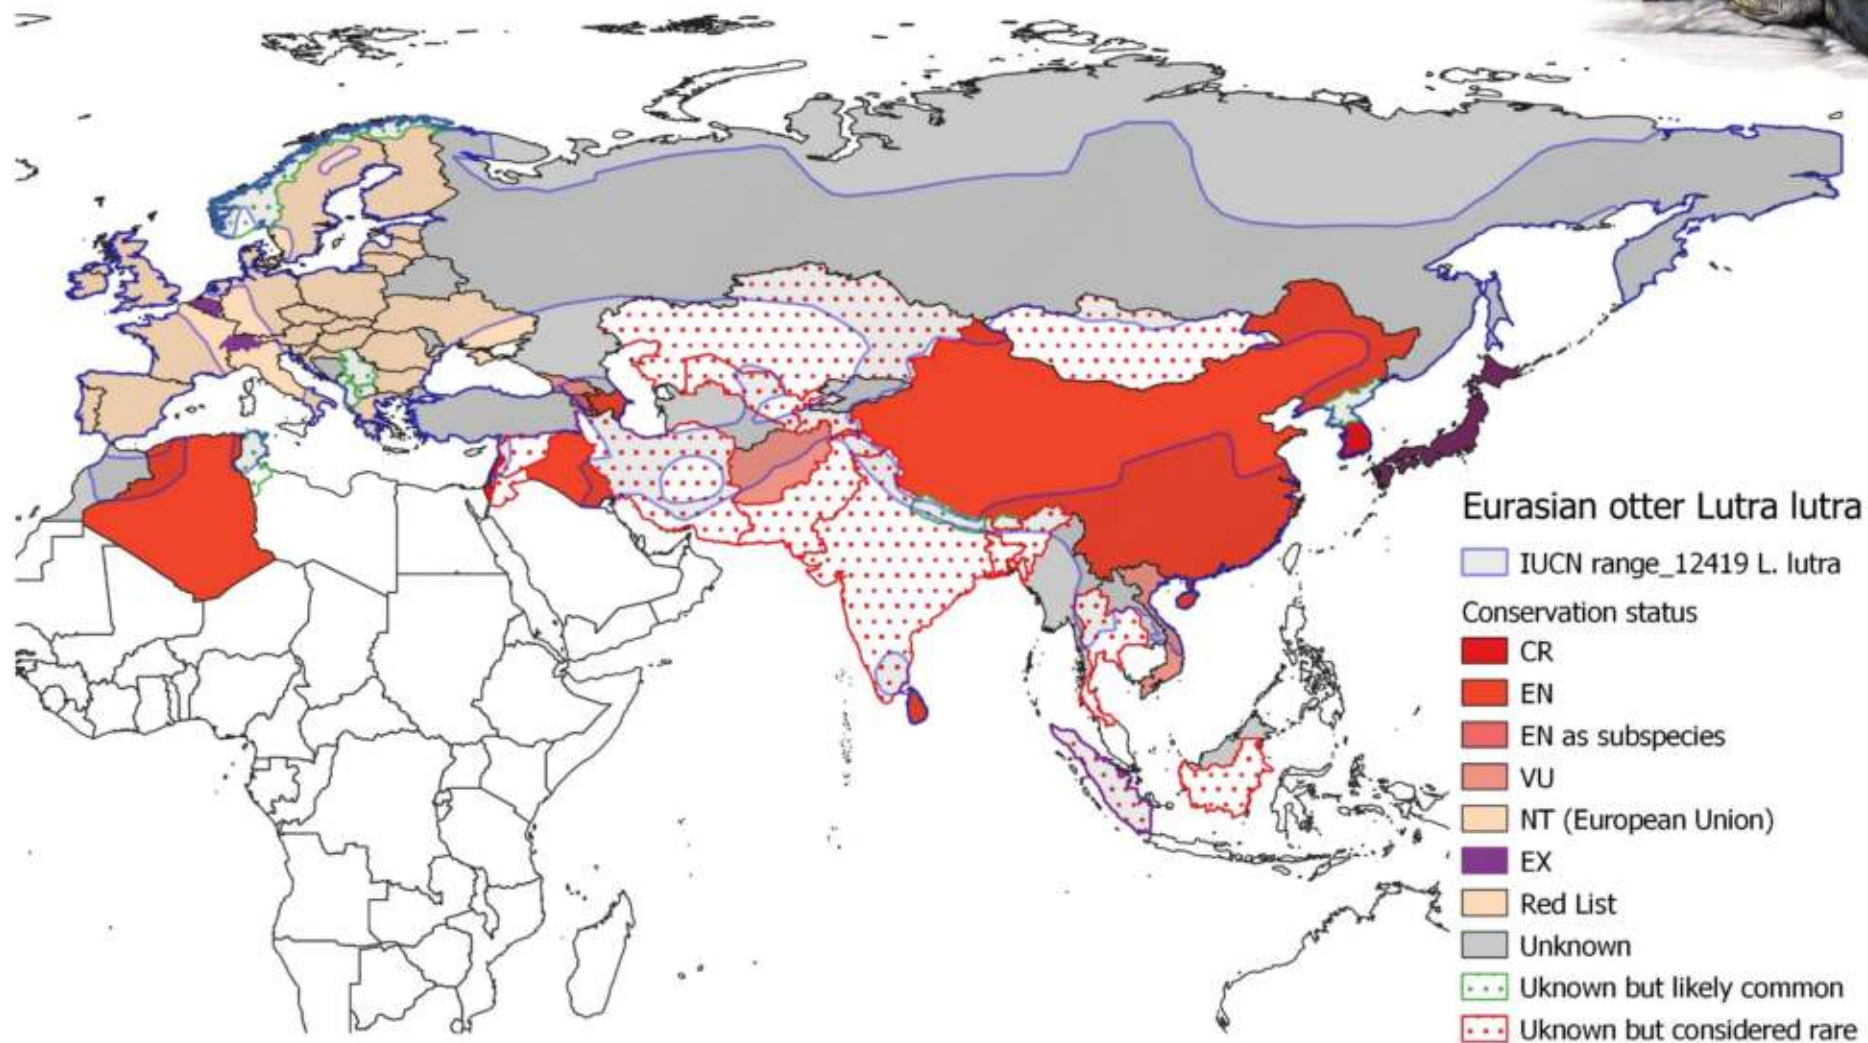 Eurasian otter Lutra lutra
IUCN range_12419 L. lutra
Conservation status
CR
EN
EN as subspecies
VU
NT (European Union)
EX
Red List
Unknown
Uknown but likely common
Uknown but considered rare